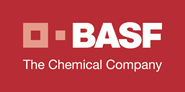 BASF
The Chemical Company